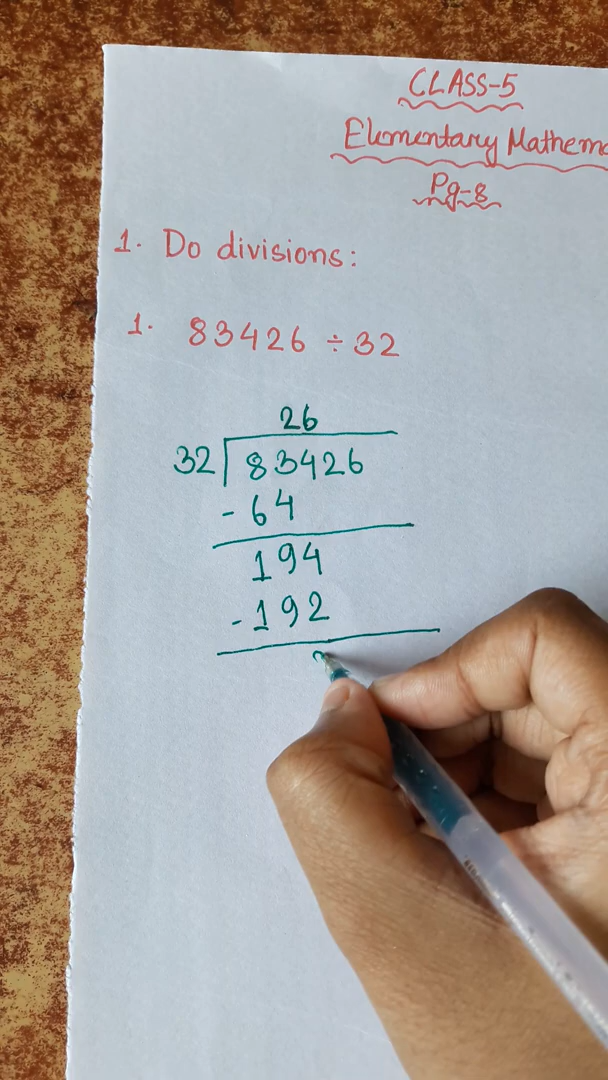 CLASS-5
Elementary Mathema
Pg-8
1. Do divisions:
1. 83426 ÷ 32
26
32 83426
- 64
194
- 192